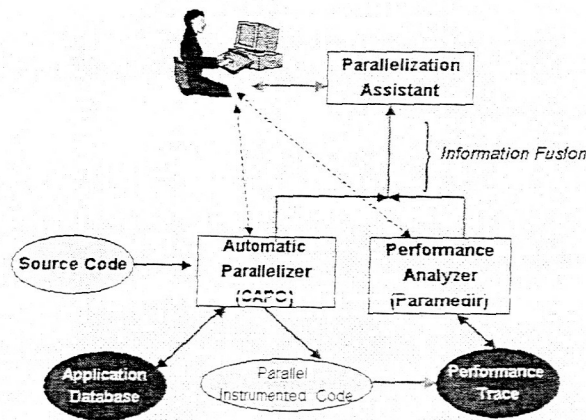 Parallelization
Assistant
Information Fusion
Source Code
Automatic
Parallelizer
(CAPO)
Performance
Analyzer
(Paramedir)
Application
Database
Parallel
Instrumented Code
Performance
Trace